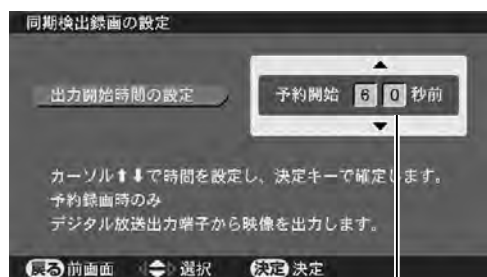 同期検出録画の設定
出力開始時間の設定
予約開始 60 秒前
カーソル⬆⬇で時間を設定し、決定キーで確定します。
予約録画時のみ
デジタル放送出力端子から映像を出力します。
戻る 前画面 選択 決定 決定